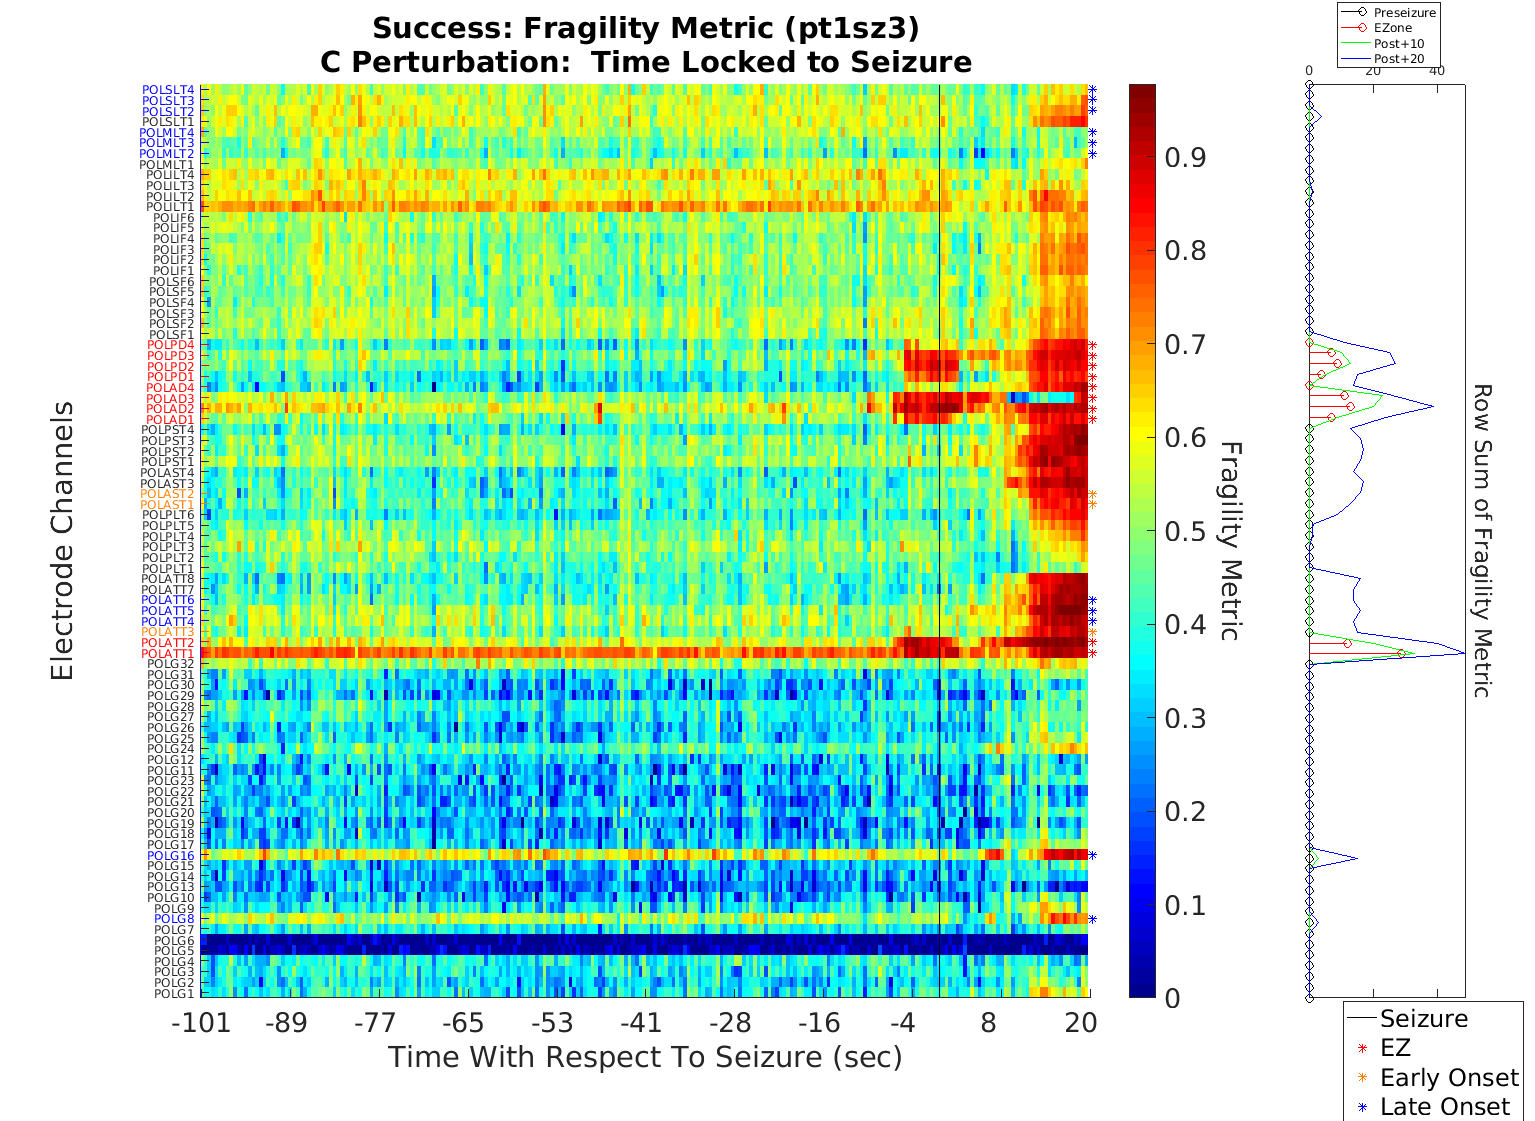 Success: Fragility Metric (pt1sz3)
C Perturbation:  Time Locked to Seizure
Electrode Channels
POLSLT4
POLSLT3
POLSLT2
POLSLT1
POLMLT4
POLMLT3
POLMLT2
POLMLT1
POLILT4
POLILT3
POLILT2
POLILT1
POLIF6
POLIF5
POLIF4
POLIF3
POLIF2
POLIF1
POLSF6
POLSF5
POLSF4
POLSF3
POLSF2
POLSF1
POLPD4
POLPD3
POLPD2
POLPD1
POLAD4
POLAD3
POLAD2
POLAD1
POLPST4
POLPST3
POLPST2
POLPST1
POLAST4
POLAST3
POLAST2
POLAST1
POLPLT6
POLPLT5
POLPLT4
POLPLT3
POLPLT2
POLPLT1
POLATT8
POLATT7
POLATT6
POLATT5
POLATT4
POLATT3
POLATT2
POLATT1
POLG32
POLG31
POLG30
POLG29
POLG28
POLG27
POLG26
POLG25
POLG24
POLG12
POLG11
POLG23
POLG22
POLG21
POLG20
POLG19
POLG18
POLG17
POLG16
POLG15
POLG14
POLG13
POLG10
POLG9
POLG8
POLG7
POLG6
POLG5
POLG4
POLG3
POLG2
POLG1
-101 -89 -77 -65 -53 -41 -28 -16 -4 8 20
Time With Respect To Seizure (sec)
0.9
0.8
0.7
0.6
0.5
0.4
0.3
0.2
0.1
0
Fragility Metric
Preseizure
EZone
Post+10
Post+20
0 20 40
Row Sum of Fragility Metric
Seizure
EZ
Early Onset
Late Onset